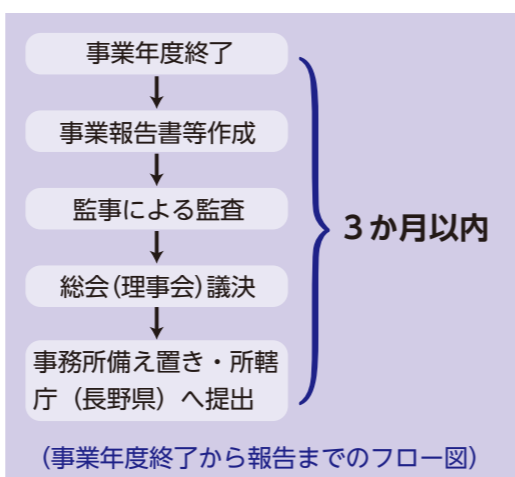 事業年度終了
事業報告書等作成
監事による監査
総会(理事会)議決
事務所備え置き・所轄
庁（長野県）へ提出
３か月以内
（事業年度終了から報告までのフロー図）